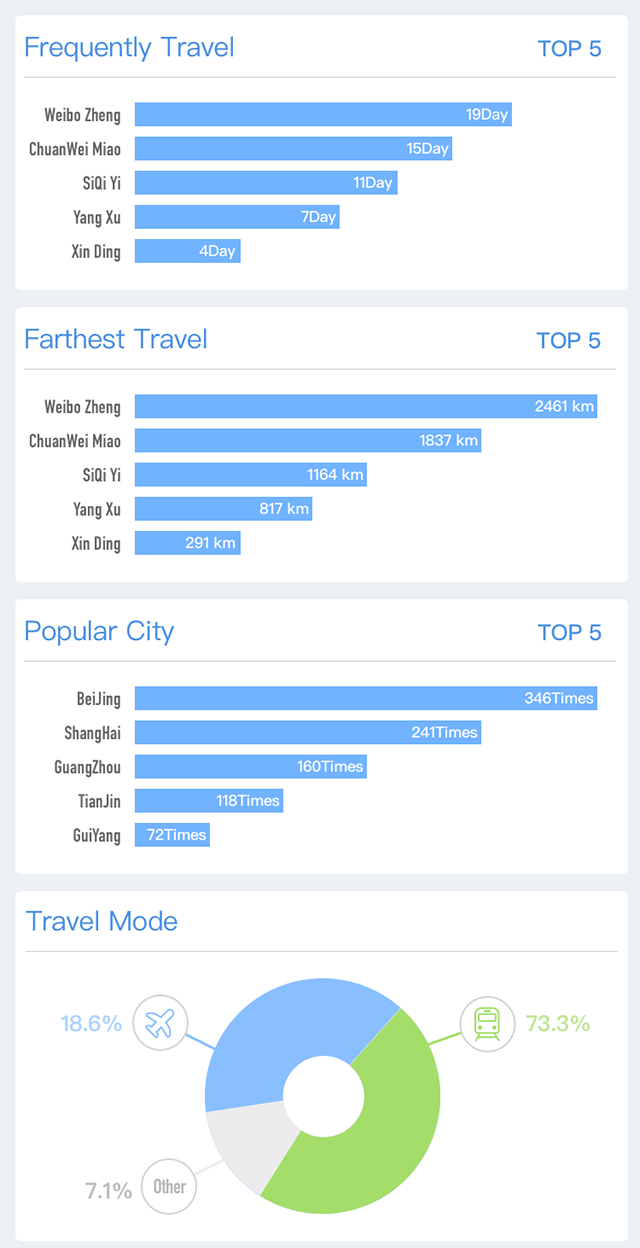 Frequently Travel TOP 5
Weibo Zheng 19Day
ChuanWei Miao 15Day
SiQi Yi 11Day
Yang Xu 7Day
Xin Ding 4Day
Farthest Travel TOP 5
Weibo Zheng 2461 km
ChuanWei Miao 1837 km
SiQi Yi 1164 km
Yang Xu 817 km
Xin Ding 291 km
Popular City TOP 5
BeiJing 346Times
ShangHai 241Times
GuangZhou 160Times
TianJin 118Times
GuiYang 72Times
Travel Mode
18.6% 73.3%
7.1% Other